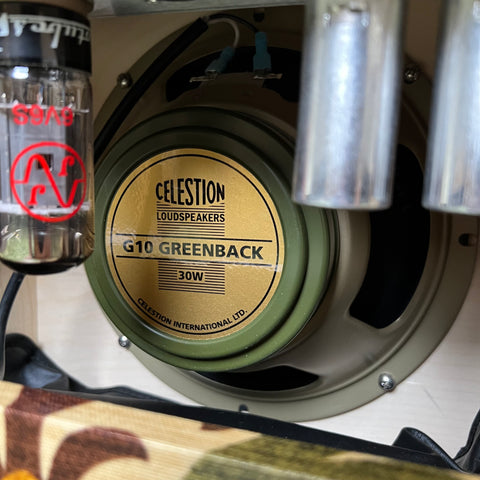 CELESTION
LOUDSPEAKERS
G10 GREENBACK
30W
CELESTION INTERNATIONAL LTD.
6V6S